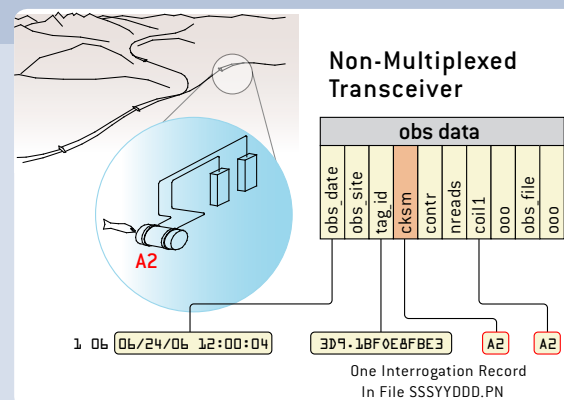 Non-Multiplexed
Transceiver
obs data
obs_date
obs_site
tag_id
cksm
contr
nreads
coil1
ooo
obs_file
ooo
A2
1 06 06/24/06 12:00:04 3D9.1BF0E8FBE3 A2 A2
One Interrogation Record
In File SSSYYDDD.PN